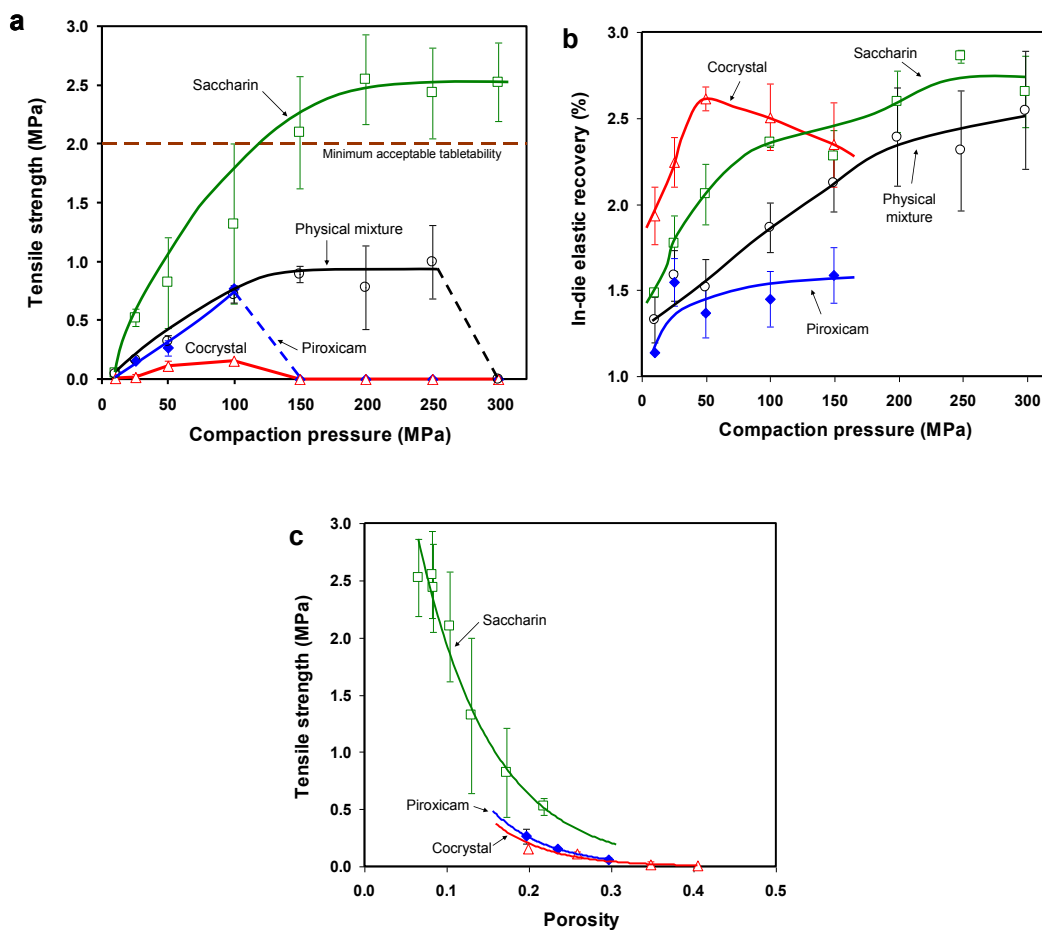 a
Tensile strength (MPa)
3.0
2.5
2.0
1.5
1.0
0.5
0.0
Saccharin
Minimum acceptable tabletability
Physical mixture
Cocrystal
Piroxicam
0 50 100 150 200 250 300
Compaction pressure (MPa)
b
In-die elastic recovery (%)
3.0
2.5
2.0
1.5
1.0
Cocrystal
Saccharin
Physical
mixture
Piroxicam
0 50 100 150 200 250 300
Compaction pressure (MPa)
c
Tensile strength (MPa)
3.0
2.5
2.0
1.5
1.0
0.5
0.0
Saccharin
Piroxicam
Cocrystal
0.0 0.1 0.2 0.3 0.4 0.5
Porosity